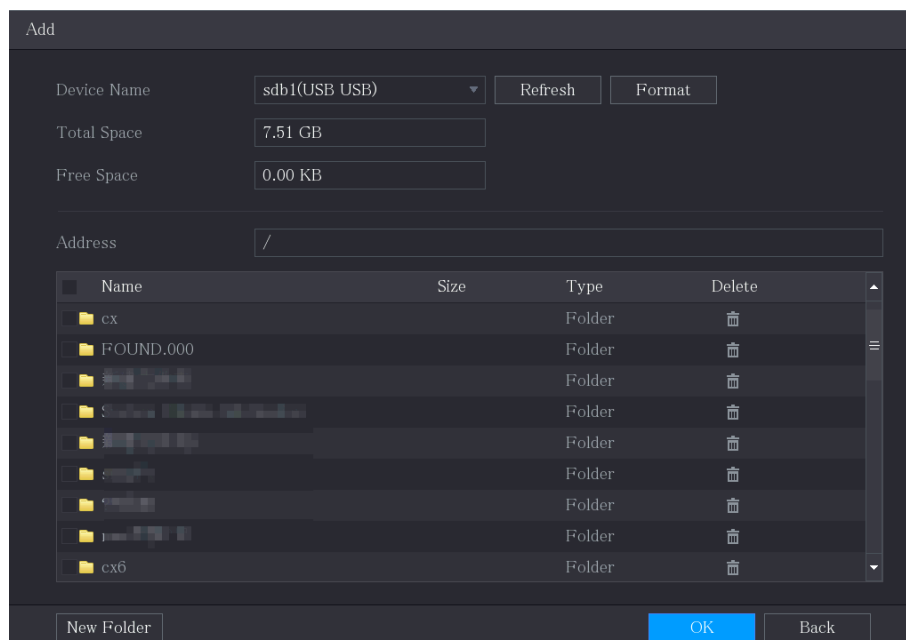 Add
Device Name sdb1(USB USB) Refresh Format
Total Space 7.51 GB
Free Space 0.00 KB
Address /
Name Size Type Delete
cx Folder
FOUND.000 Folder
Folder
Folder
Folder
Folder
Folder
Folder
cx6 Folder
New Folder OK Back